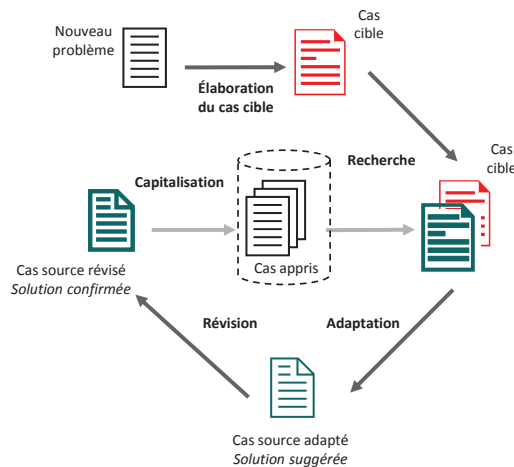 Nouveau
problème
Cas
cible
Élaboration
du cas cible
Cas
cible
Recherche
Capitalisation
Cas appris
Cas source révisé
Solution confirmée
Révision
Adaptation
Cas source adapté
Solution suggérée